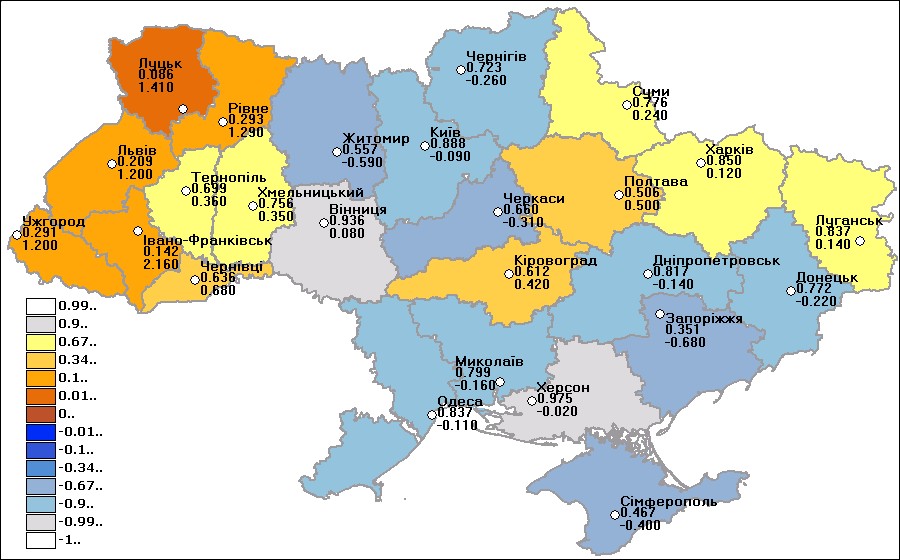 Чернігів
0.723
-0.260
Луцьк
0.086
1.410
Суми
0.776
0.240
Рівне
0.293
1.290
Житомир
0.557
-0.590
Київ
0.888
-0.090
Львів
0.209
1.200
Харків
0.850
0.120
Тернопіль
0.699
0.360
Хмельницький
0.756
0.350
Полтава
0.506
0.500
Вінниця
0.936
0.080
Черкаси
0.660
-0.310
Ужгород
0.291
1.200
Луганськ
0.837
0.140
Івано-Франківськ
0.142
2.160
Чернівці
0.636
0.680
Кіровоград
0.612
0.420
Дніпропетровськ
0.817
-0.140
Донецьк
0.772
-0.220
Запоріжжя
0.351
-0.680
Миколаїв
0.799
-0.160
Херсон
0.975
-0.020
Одеса
0.837
-0.110
Сімферополь
0.467
-0.400
0.99..
0.9..
0.67..
0.34..
0.1..
0.01..
0..
-0.01..
-0.1..
-0.34..
-0.67..
-0.9..
-0.99..
-1..